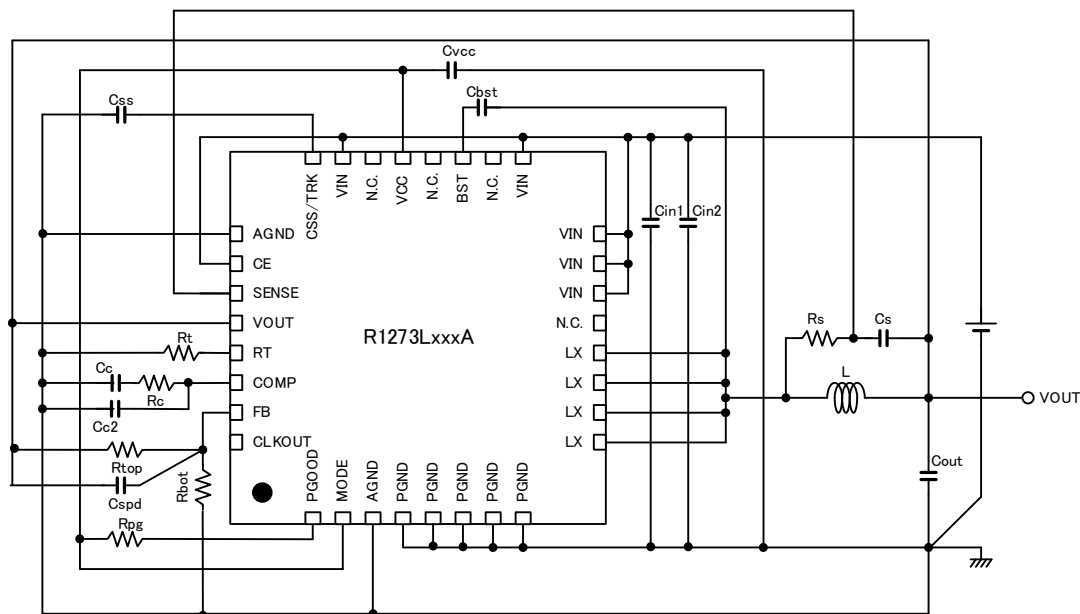 Cvcc
Cbst
Css
CSS/TRK
VIN
N.C.
VCC
N.C.
BST
N.C.
VIN
Cin1
Cin2
AGND
CE
SENSE
VOUT
RT
COMP
FB
CLKOUT
R1273LxxxA
VIN
VIN
VIN
N.C.
LX
LX
LX
LX
Rt
Cc
Rc
Cc2
Rtop
Cspd
Rbot
Rpg
PGOOD
MODE
AGND
PGND
PGND
PGND
PGND
PGND
Rs
Cs
L
VOUT
Cout